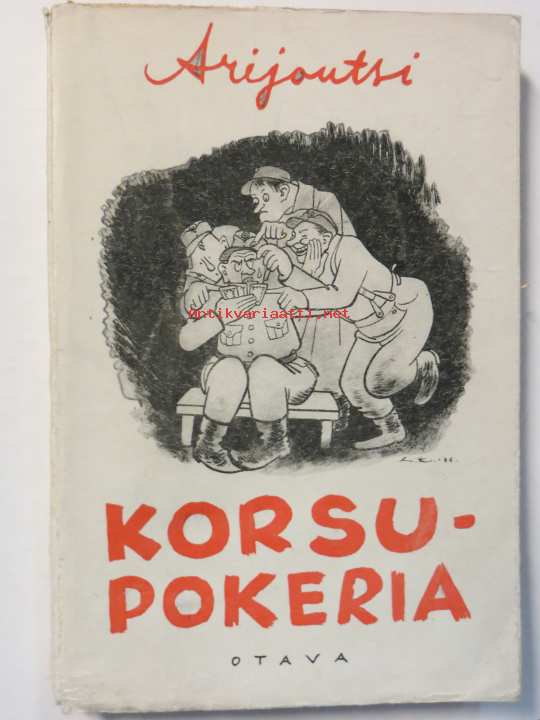 Arijoutsi
Antikvariaatti.net
KORSU-
POKERIA
OTAVA